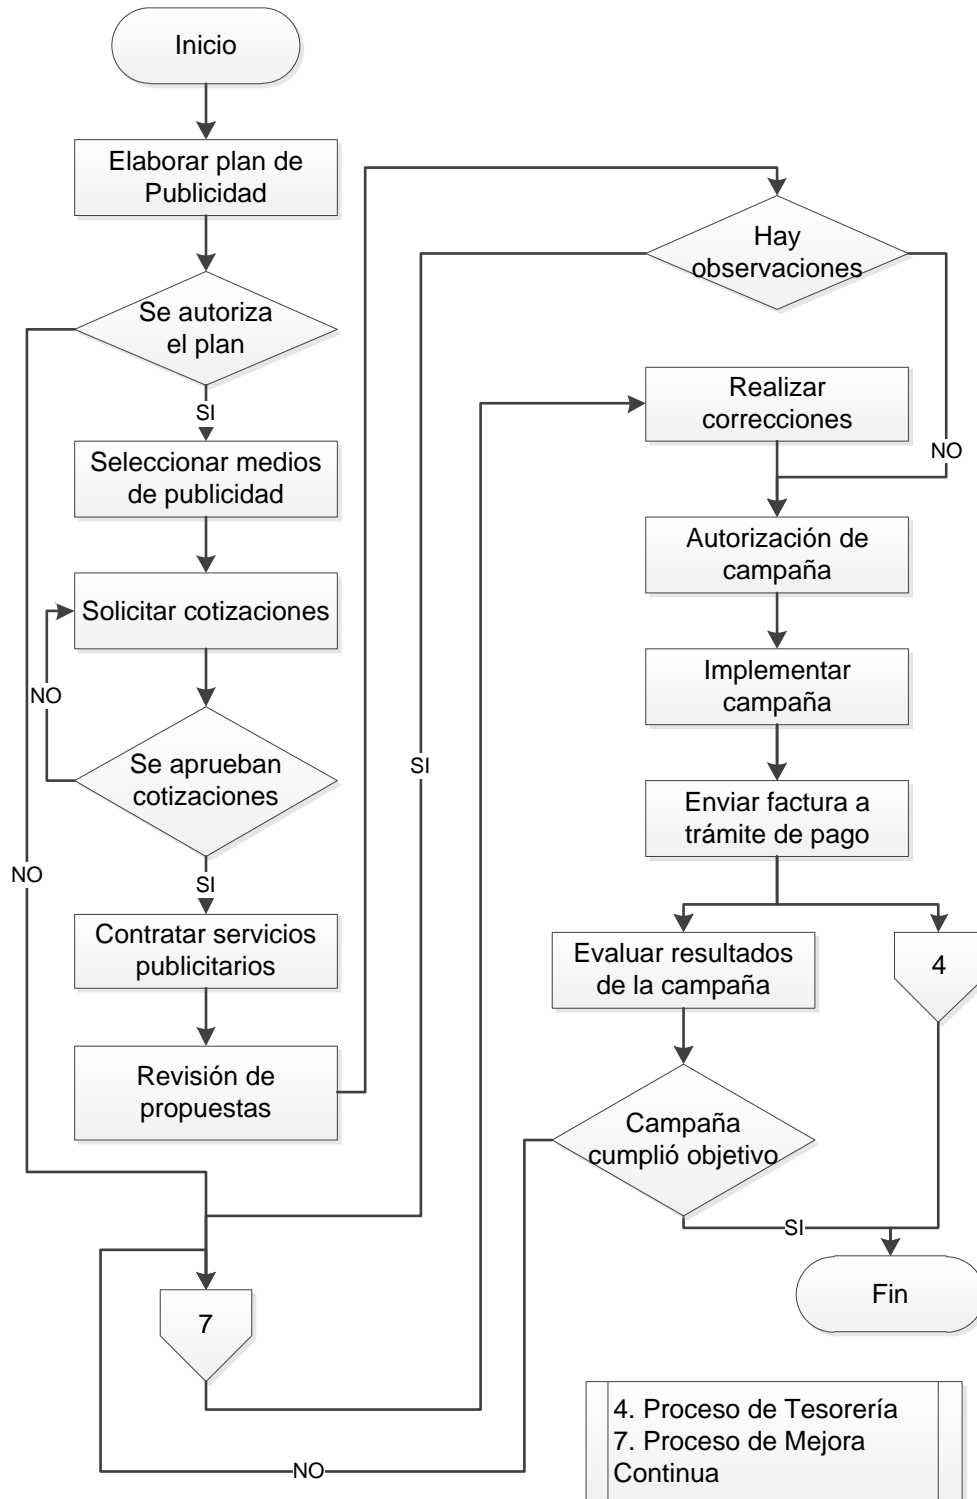 Inicio
Elaborar plan de
Publicidad
Se autoriza
el plan
SI
Seleccionar medios
de publicidad
Solicitar cotizaciones
NO
Se aprueban
cotizaciones
NO
SI
Contratar servicios
publicitarios
Revisión de
propuestas
7
Hay
observaciones
Realizar
correcciones
NO
Autorización de
campaña
Implementar
campaña
SI
Enviar factura a
trámite de pago
Evaluar resultados
de la campaña
4
Campaña
cumplió objetivo
SI
Fin
NO
4. Proceso de Tesorería
7. Proceso de Mejora
Continua